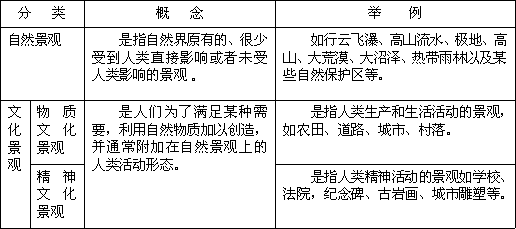 分 类
概 念
举 例
自然景观
是指自然界原有的、很少
受到人类直接影响或者未受
人类影响的景观 。
如行云飞瀑、高山流水、极地、高
山、大荒漠、大沼泽、热带雨林以及某
些自然保护区等。
文
化
景
观
物 质
文 化
景观
是人们为了满足某种需
要，利用自然物质加以创造，
并通常附加在自然景观上的
人类活动形态。
是指人类生产和生活活动的景观，
如农田、道路、城市、村落。
精 神
文 化
景观
是指人类精神活动的景观如学校、
法院，纪念碑、古岩画、城市雕塑等。